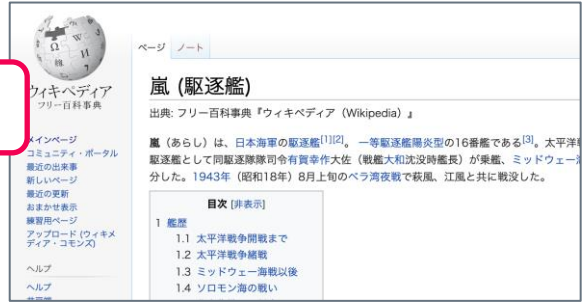 Ω
W
И
ウィキペディア
フリー百科事典
メインページ
コミュニティ・ポータル
最近の出来事
新しいページ
最近の更新
おまかせ表示
練習用ページ
アップロード (ウィキメ
ディア・コモンズ)
ヘルプ
ヘルプ
ページ ノート
嵐 (駆逐艦)
出典: フリー百科事典『ウィキペディア（Wikipedia）』
嵐（あらし）は、日本海軍の駆逐艦[1][2]。 一等駆逐艦陽炎型の16番艦である[3]。太平洋
駆逐艦として同駆逐隊隊司令有賀幸作大佐（戦艦大和沈没時艦長）が乗艦、ミッドウェー
分した。1943年（昭和18年）8月上旬のベラ湾夜戦で萩風、江風と共に戦没した。
目次 [非表示]
1 艦歴
1.1 太平洋戦争開戦まで
1.2 太平洋戦争緒戦
1.3 ミッドウェー海戦以後
1.4 ソロモン海の戦い